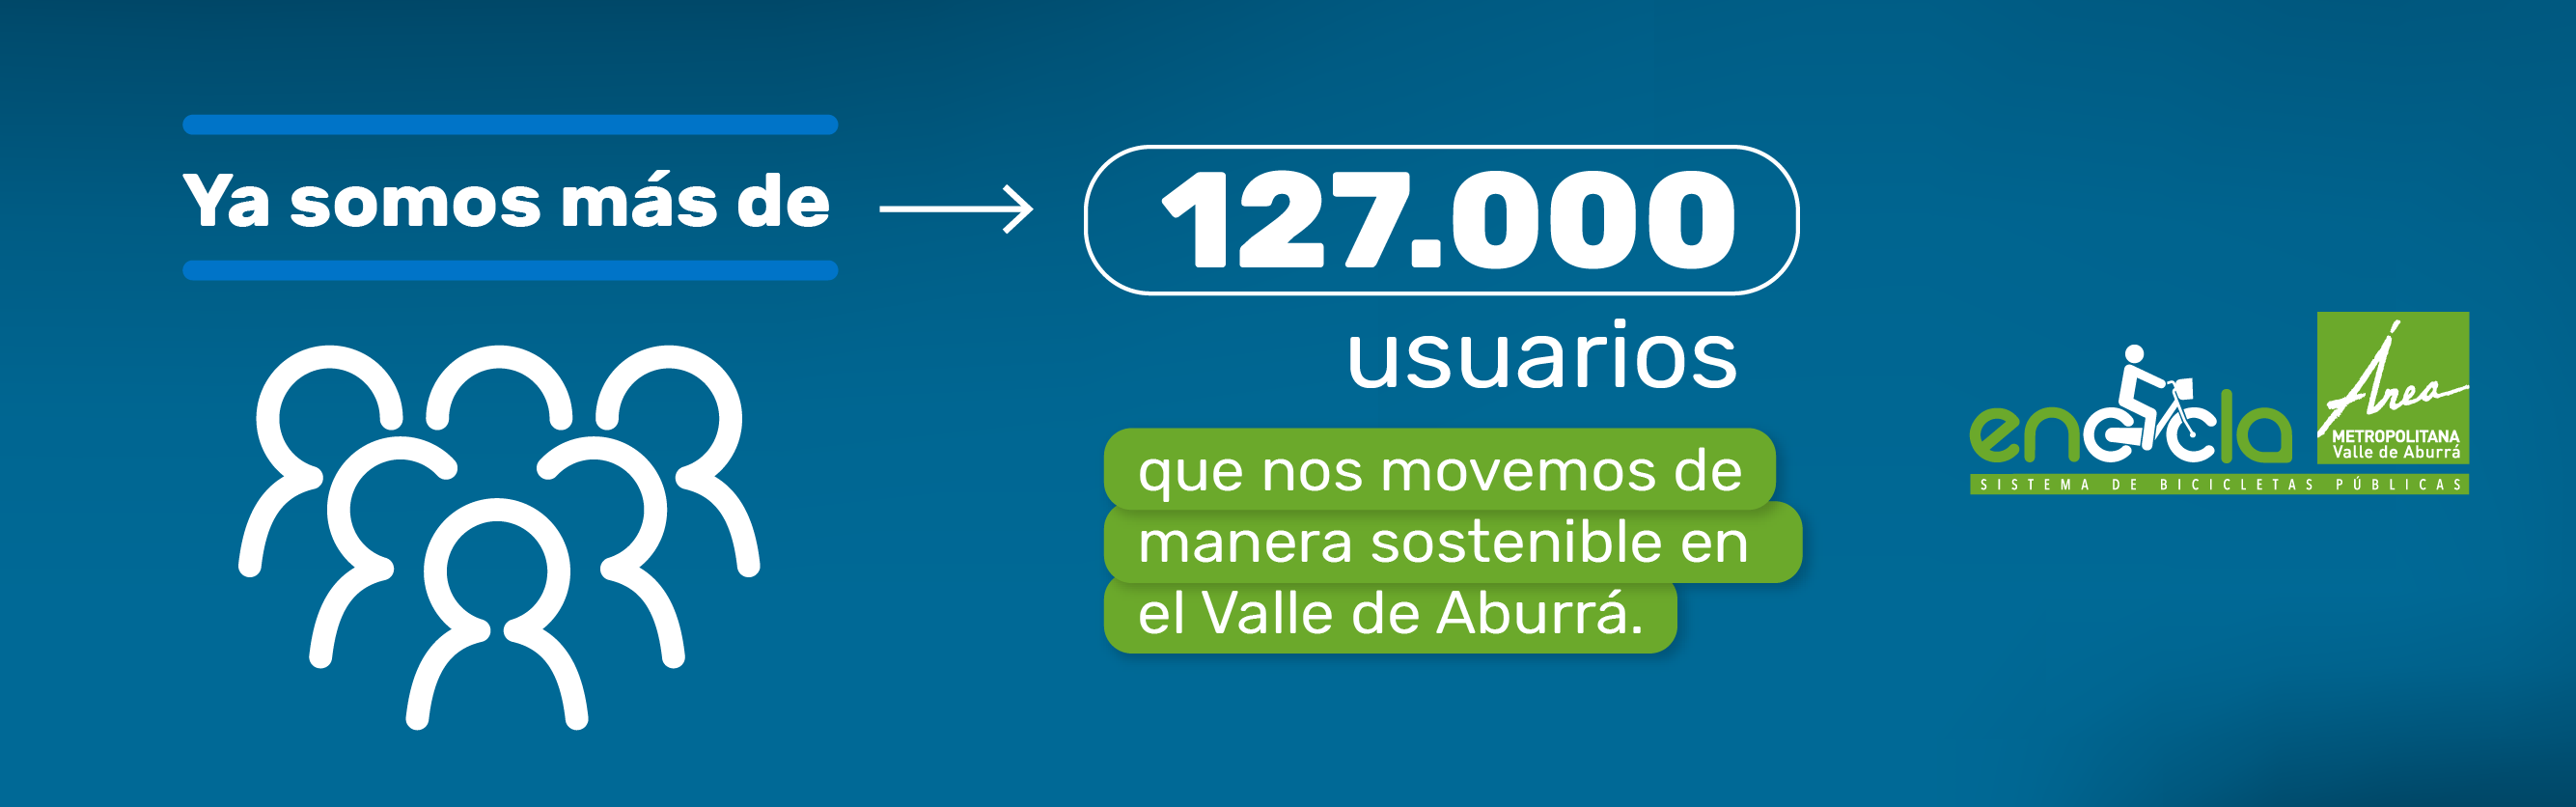 Ya somos más de
127.000
usuarios
que nos movemos de
manera sostenible en
el Valle de Aburrá.
encicla
SISTEMA DE BICICLETAS PÚBLICAS
Área
METROPOLITANA
Valle de Aburrá